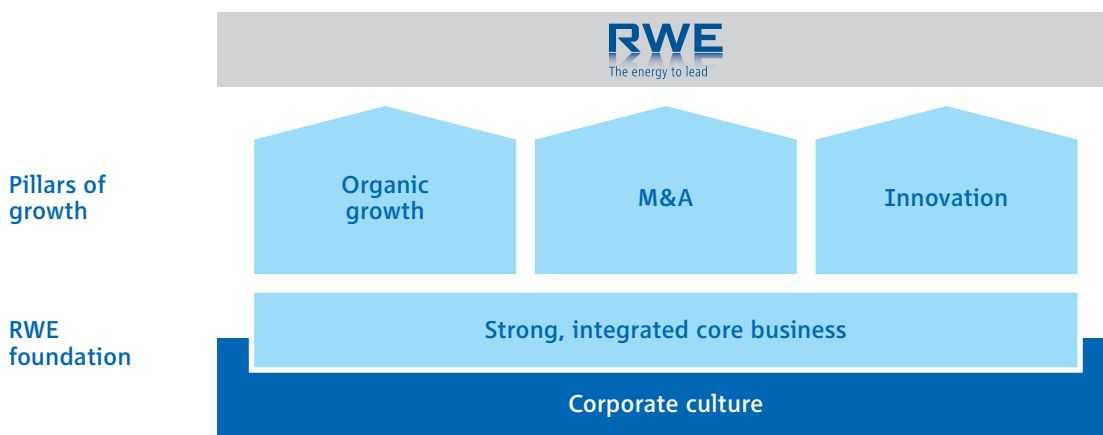 RWE
The energy to lead
Pillars of
growth
Organic
growth
M&A
Innovation
RWE
foundation
Strong, integrated core business
Corporate culture